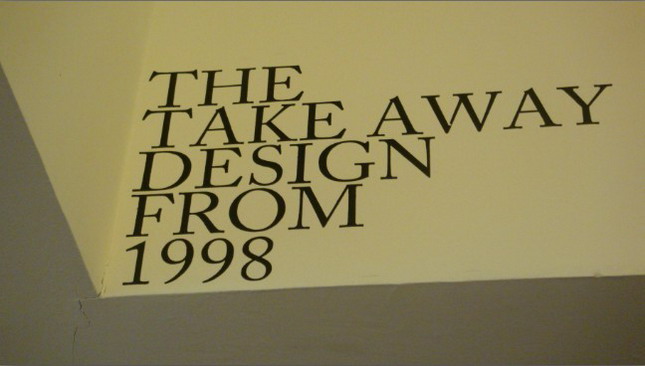 THE
TAKE AWAY
DESIGN
FROM
1998